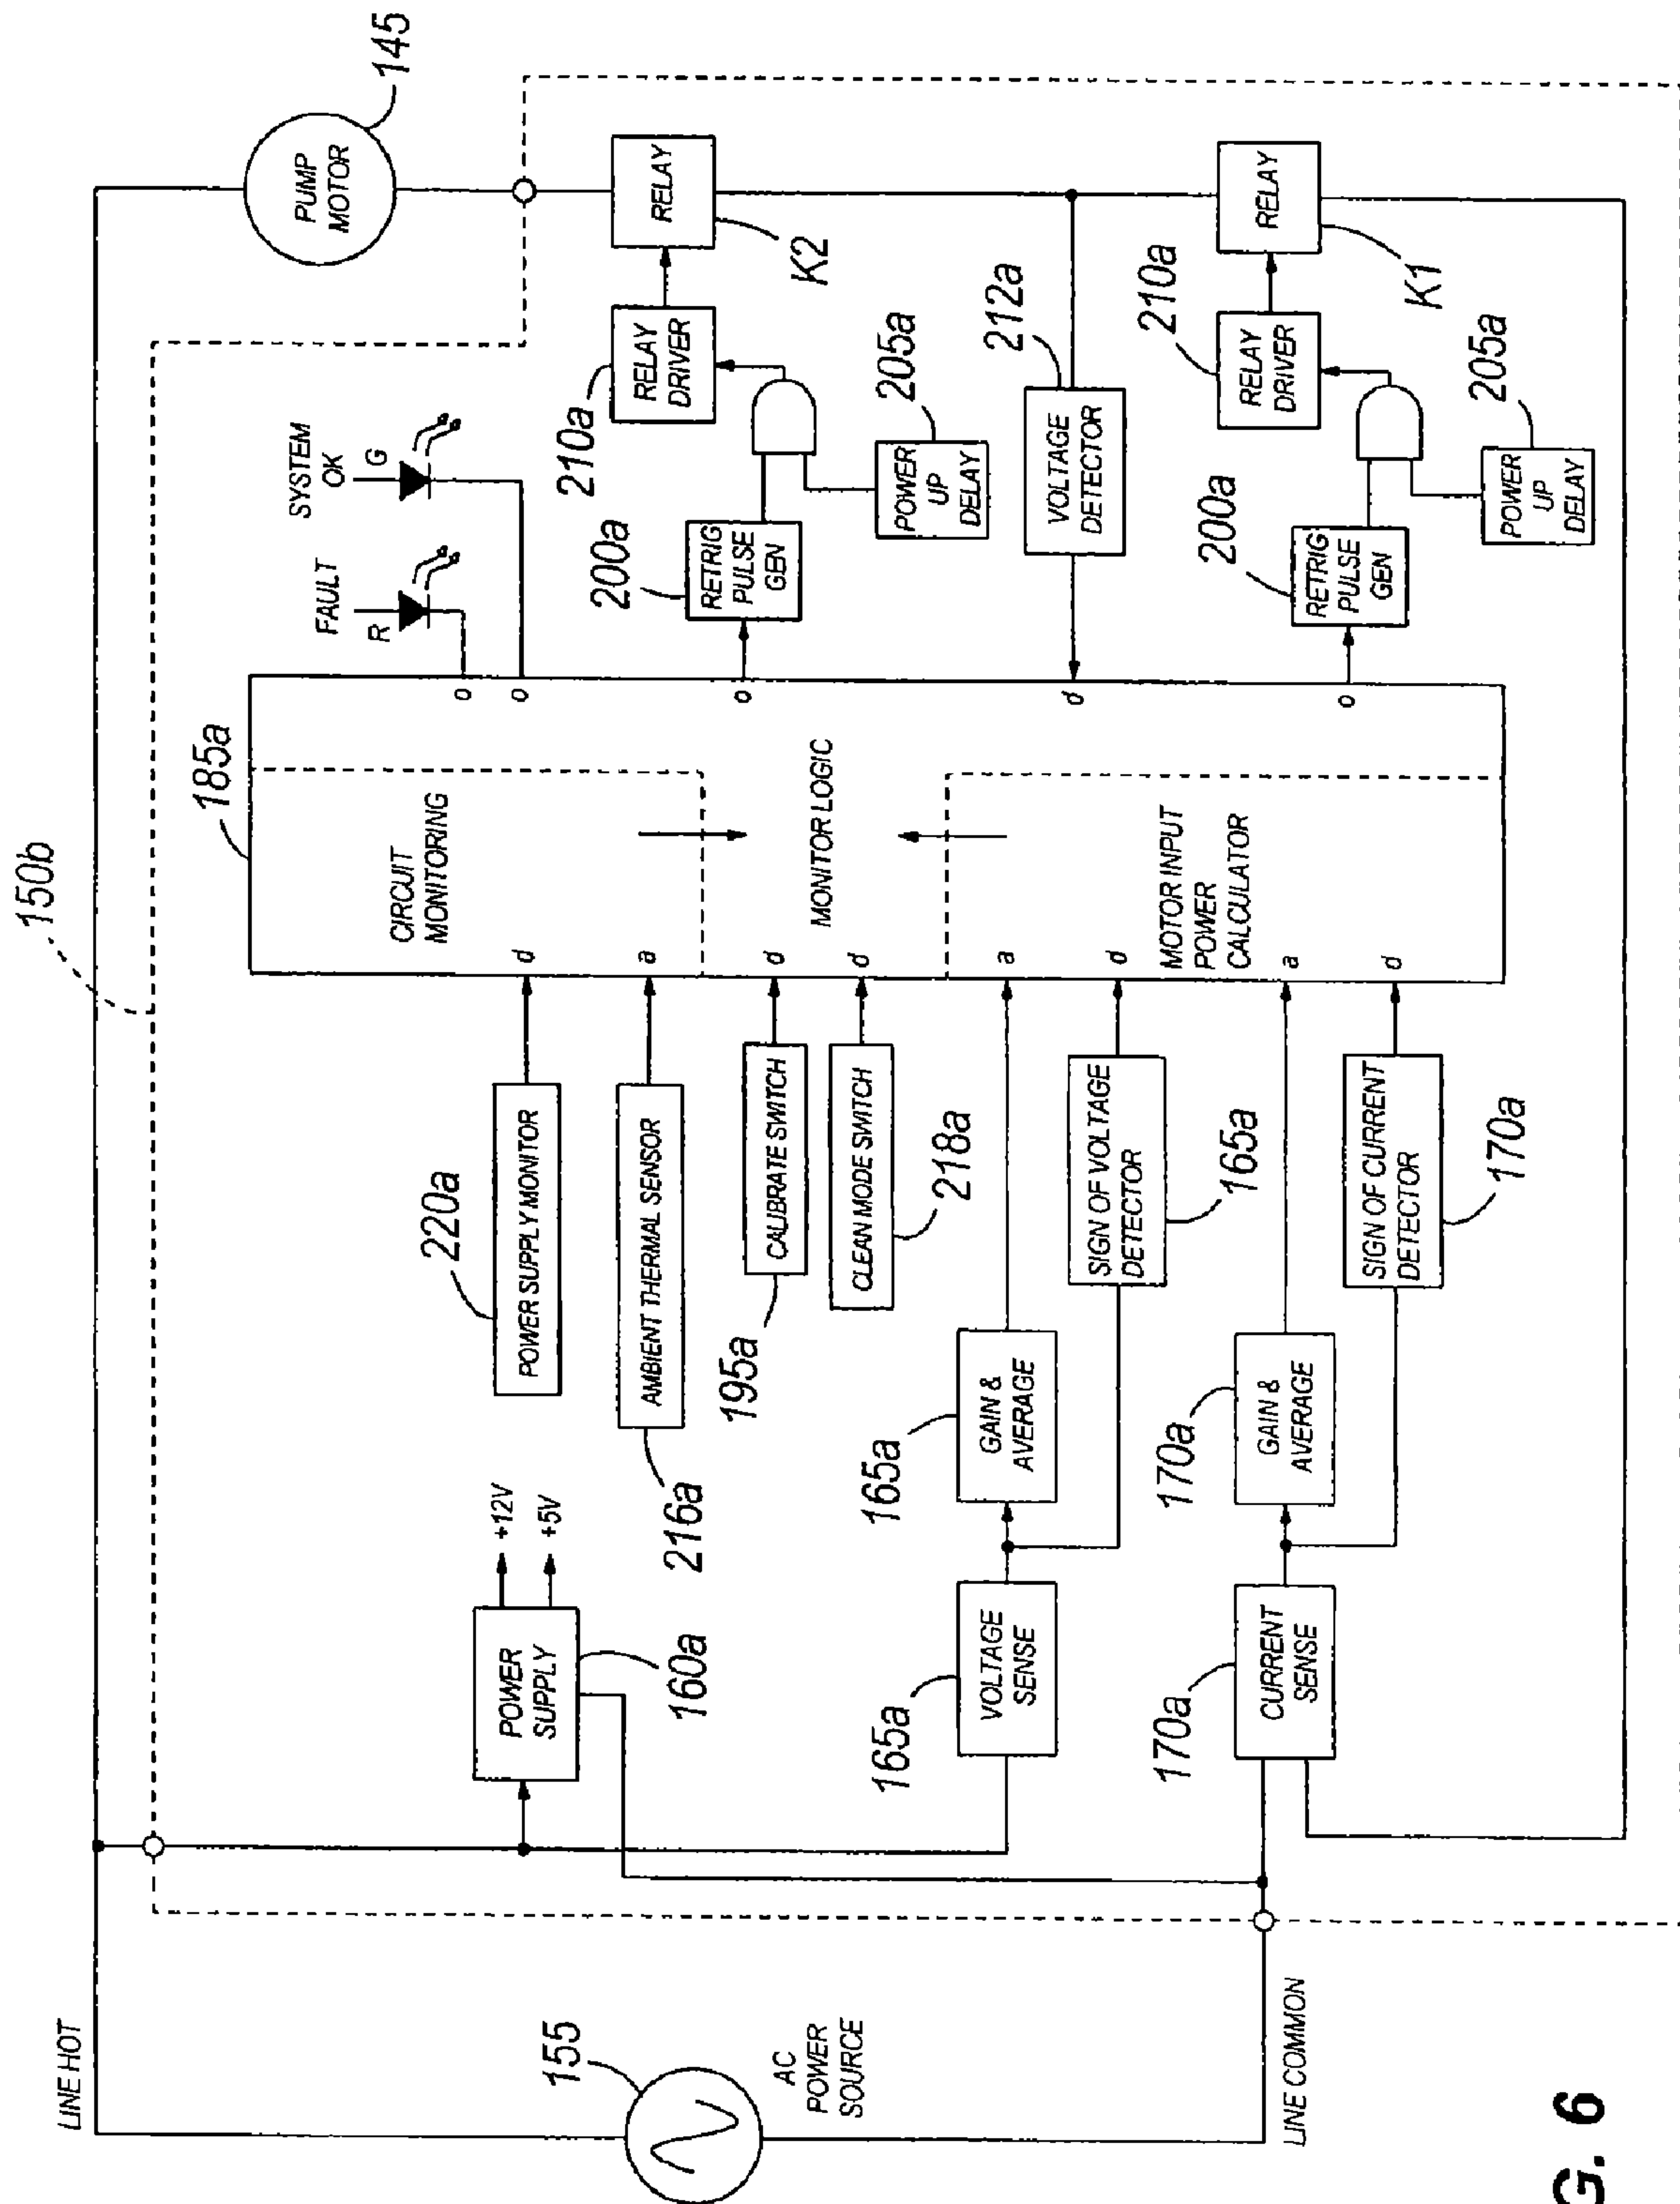 150b
LINE HOT
155
AC
POWER
SOURCE
LINE COMMON
POWER
SUPPLY
+12V
+5V
160a
220a
POWER SUPPLY MONITOR
AMBIENT THERMAL SENSOR
216a
CALIBRATE SWITCH
195a
CLEAN MODE SWITCH
218a
VOLTAGE
SENSE
165a
GAIN &
AVERAGE
165a
SIGN OF VOLTAGE
DETECTOR
165a
CURRENT
SENSE
170a
GAIN &
AVERAGE
170a
SIGN OF CURRENT
DETECTOR
170a
185a
CIRCUIT
MONITORING
d
a
MONITOR LOGIC
d
d
MOTOR INPUT
POWER
CALCULATOR
a
d
a
d
o
o
o
d
o
FAULT
R
SYSTEM
OK
G
PUMP
MOTOR
145
RETRIG
PULSE
GEN
200a
POWER
UP
DELAY
205a
RELAY
DRIVER
210a
RELAY
K2
VOLTAGE
DETECTOR
212a
RETRIG
PULSE
GEN
200a
POWER
UP
DELAY
205a
RELAY
DRIVER
210a
RELAY
K1
G. 6